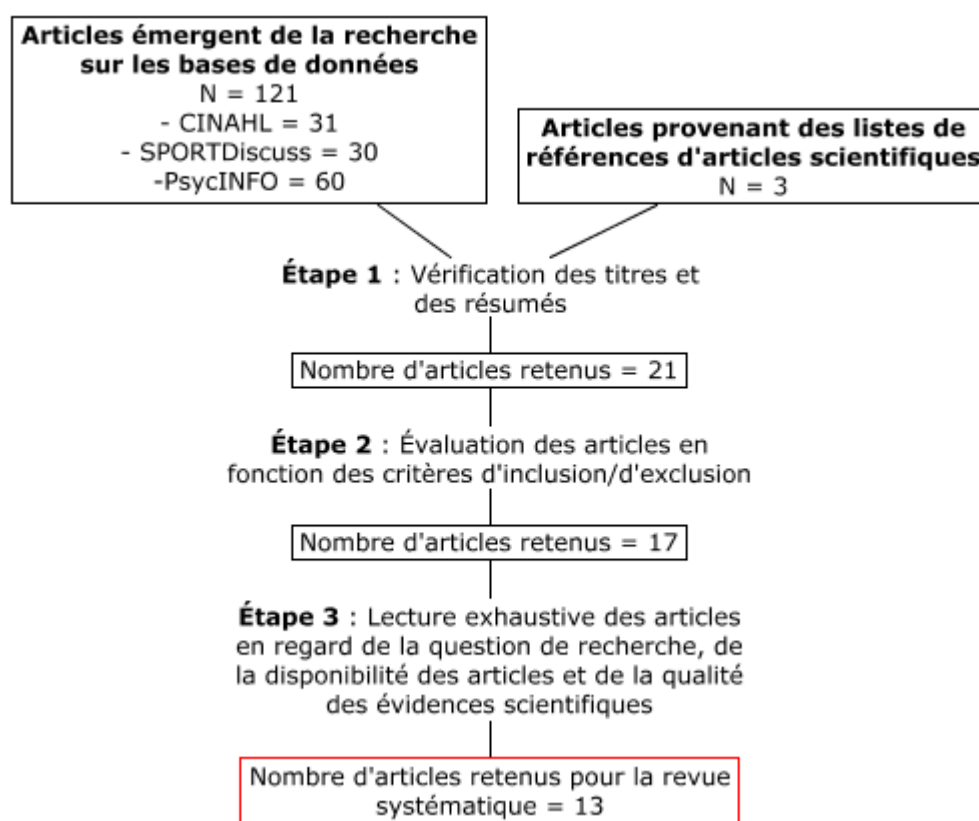 Articles émergent de la recherche
sur les bases de données
N = 121
- CINAHL = 31
- SPORTDiscuss = 30
-PsycINFO = 60
Articles provenant des listes de
références d'articles scientifiques
N = 3
Étape 1 : Vérification des titres et
des résumés
Nombre d'articles retenus = 21
Étape 2 : Évaluation des articles en
fonction des critères d'inclusion/d'exclusion
Nombre d'articles retenus = 17
Étape 3 : Lecture exhaustive des articles
en regard de la question de recherche, de
la disponibilité des articles et de la qualité
des évidences scientifiques
Nombre d'articles retenus pour la revue
systématique = 13